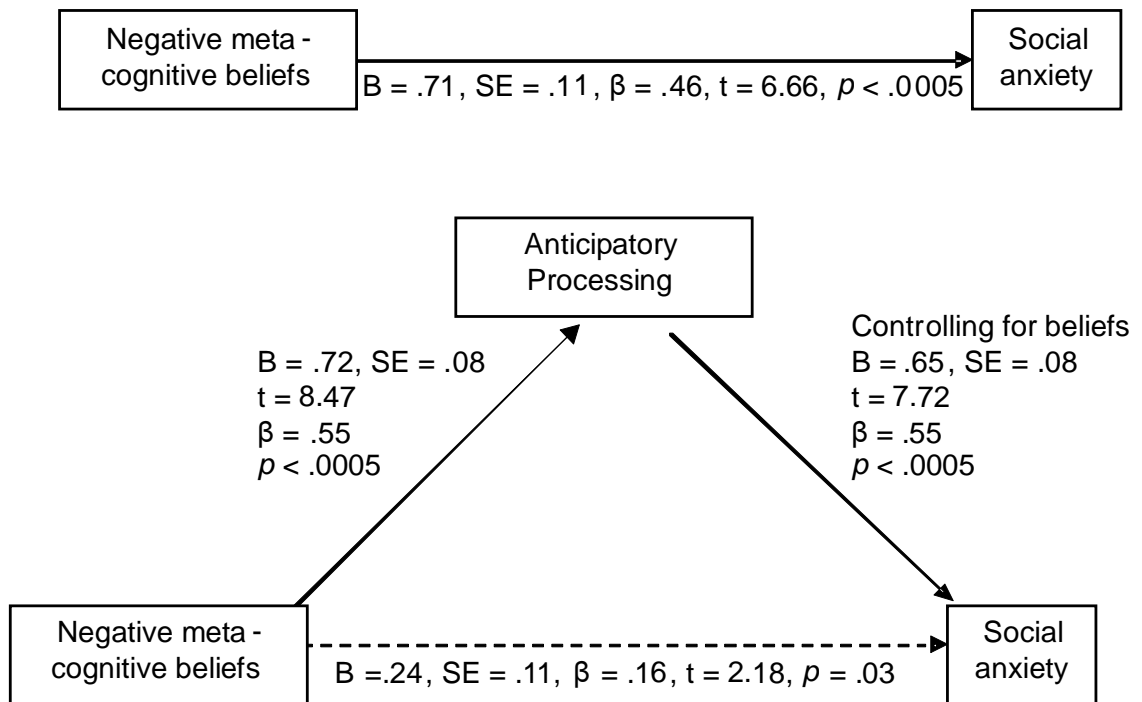 Negative meta -
cognitive beliefs
Social
anxiety
B = .71, SE = .11, β = .46, t = 6.66, p < .0005
Anticipatory
Processing
B = .72, SE = .08
t = 8.47
β = .55
p < .0005
Controlling for beliefs
B = .65, SE = .08
t = 7.72
β = .55
p < .0005
Negative meta -
cognitive beliefs
Social
anxiety
B =.24, SE = .11, β = .16, t = 2.18, p = .03